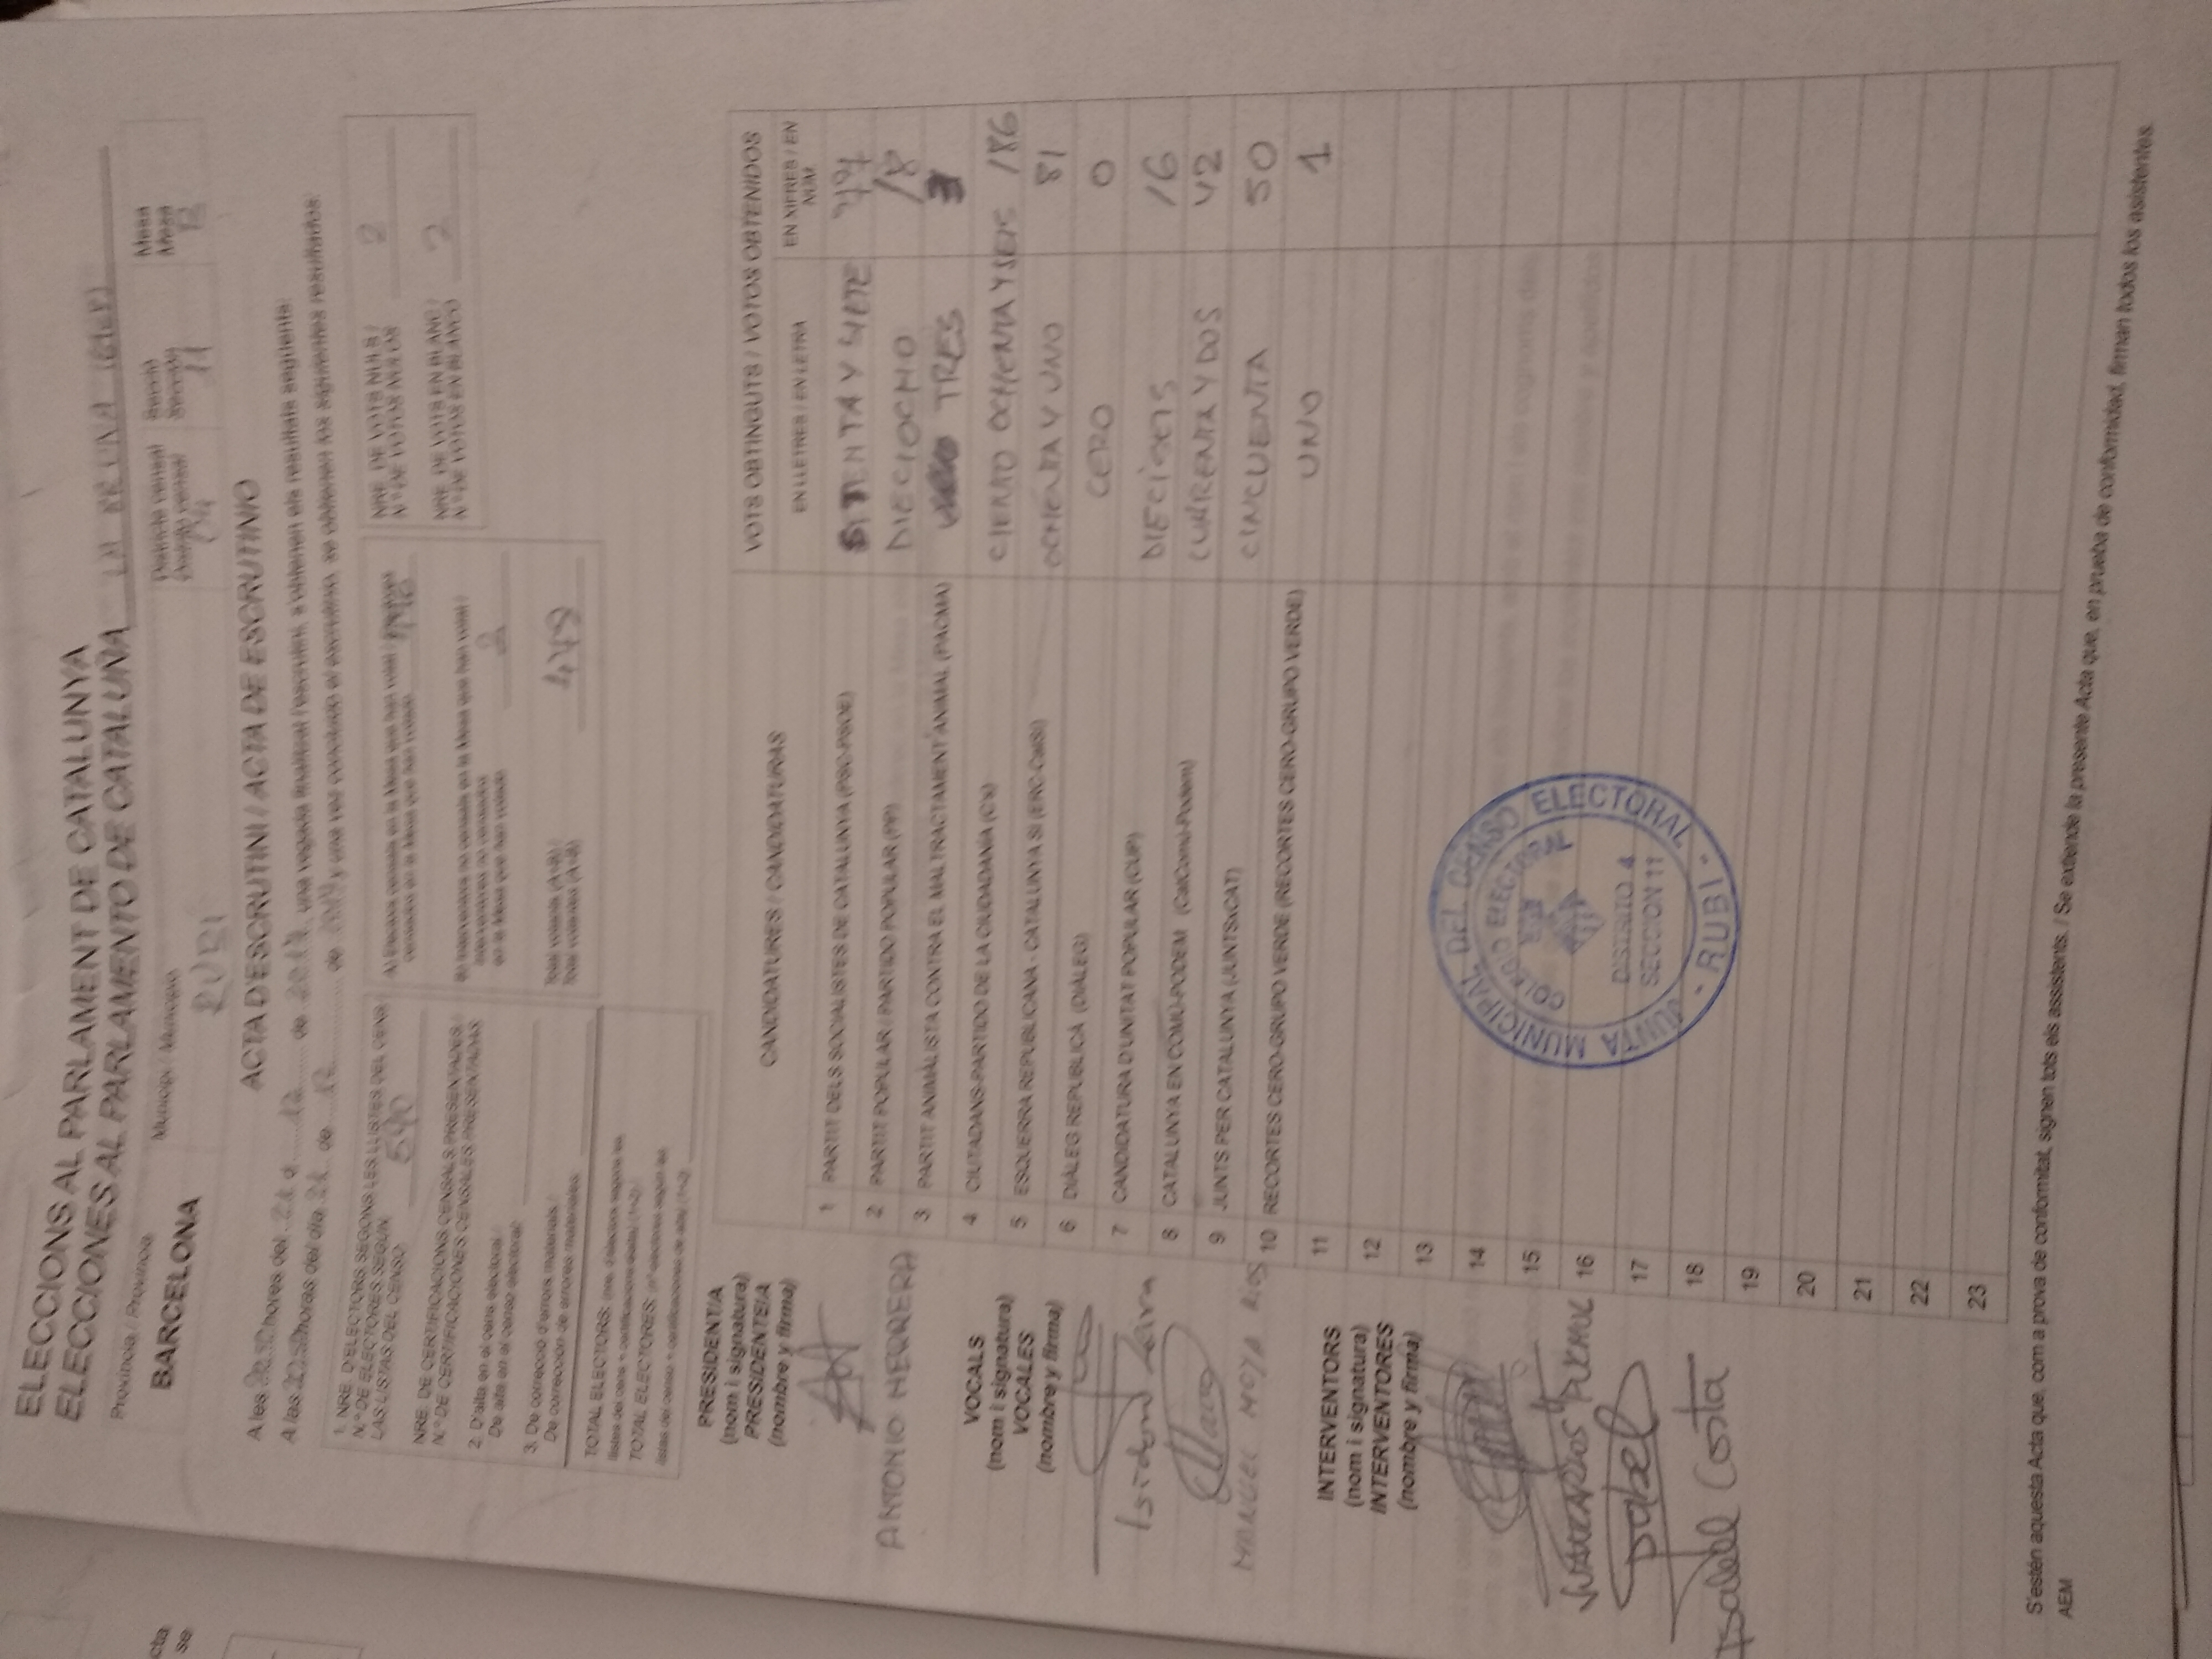 cta
se
ELECCIONS AL PARLAMENT DE CATALUNYA
ELECCIONES AL PARLAMENTO DE CATALUÑA LA BRUNA
Província / Provincia
BARCELONA
Municipi / Municipio
RUBI
Districte censal
Distrito censal
04
Secció
Sección
11
Mesa
Mesa
B
ACTA D'ESCRUTINI / ACTA DE ESCRUTINIO
A les hores del 21 d 12 de 2017, una vegada finalitzat l'escrutini, s'obtenen els resultats següents:
A las horas del día 21 de 12 de 2017 y una vez concluido el escrutinio, se obtienen los siguientes resultados:
1. NRE. D'ELECTORS SEGONS LES LLISTES DEL CENS /
N.º DE ELECTORES SEGÚN
LAS LISTAS DEL CENSO 590
NRE. DE CERTIFICACIONS CENSALS PRESENTADES /
N.º DE CERTIFICACIONES CENSALES PRESENTADAS
2. D'alta en el cens electoral /
De alta en el censo electoral:
3. De correcció d'errors materials /
De corrección de errores materiales:
TOTAL ELECTORS: (nre. d'electors segons les
llistes del cens + certificacions d'alta) (1+2) /
TOTAL ELECTORES: (nº electores según las
listas del censo + certificaciones de alta) (1+2)
A) Electors censats en la Mesa que han votat / Electores
censados en la Mesa que han votado 476
B) Interventors no censats en la Mesa que han votat /
Interventores no censados
en la Mesa que han votado 2
Total votants (A+B) /
Total votantes (A+B) 478
NRE. DE VOTS NULS /
N.º DE VOTOS NULOS 2
NRE. DE VOTS EN BLANC /
N.º DE VOTOS EN BLANCO 2
PRESIDENT/A
(nom i signatura)
PRESIDENTE/A
(nombre y firma)
ANTONIO HERRERA
VOCALS
(nom i signatura)
VOCALES
(nombre y firma)
Isidoro
MANUEL MOYA RIOS
INTERVENTORS
(nom i signatura)
INTERVENTORES
(nombre y firma)
JUAN CARLOS
Isabel
Isabel Costa
CANDIDATURES / CANDIDATURAS
VOTS OBTINGUTS / VOTOS OBTENIDOS
EN LLETRES / EN LETRA
EN XIFRES / EN
NÚM.
1 PARTIT DELS SOCIALISTES DE CATALUNYA (PSC-PSOE) SETENTA Y SIETE 77
2 PARTIT POPULAR / PARTIDO POPULAR (PP) DIECIOCHO 18
3 PARTIT ANIMALISTA CONTRA EL MALTRACTAMENT ANIMAL (PACMA) TRES 3
4 CIUTADANS-PARTIDO DE LA CIUDADANÍA (C's) CIENTO OCHENTA Y SEIS 186
5 ESQUERRA REPUBLICANA - CATALUNYA SÍ (ERC-CatSí) OCHENTA Y UNO 81
6 DIÀLEG REPUBLICÀ (DIÀLEG) CERO 0
7 CANDIDATURA D'UNITAT POPULAR (CUP) DIECISEIS 16
8 CATALUNYA EN COMÚ-PODEM (CatComú-Podem) CUARENTA Y DOS 42
9 JUNTS PER CATALUNYA (JUNTSxCAT) CINCUENTA 50
10 RECORTES CERO-GRUPO VERDE (RECORTES CERO-GRUPO VERDE) UNO 1
11
12
13
14
15
16
17
18
19
20
21
22
23
JUNTA MUNICIPAL DEL CENSO ELECTORAL
COLEGIO ELECTORAL
DISTRITO 4
SECCION 11
- RUBI -
S'estén aquesta Acta que, com a prova de conformitat, signen tots els assistents. / Se extiende la presente Acta que, en prueba de conformidad, firman todos los asistentes.
AEM